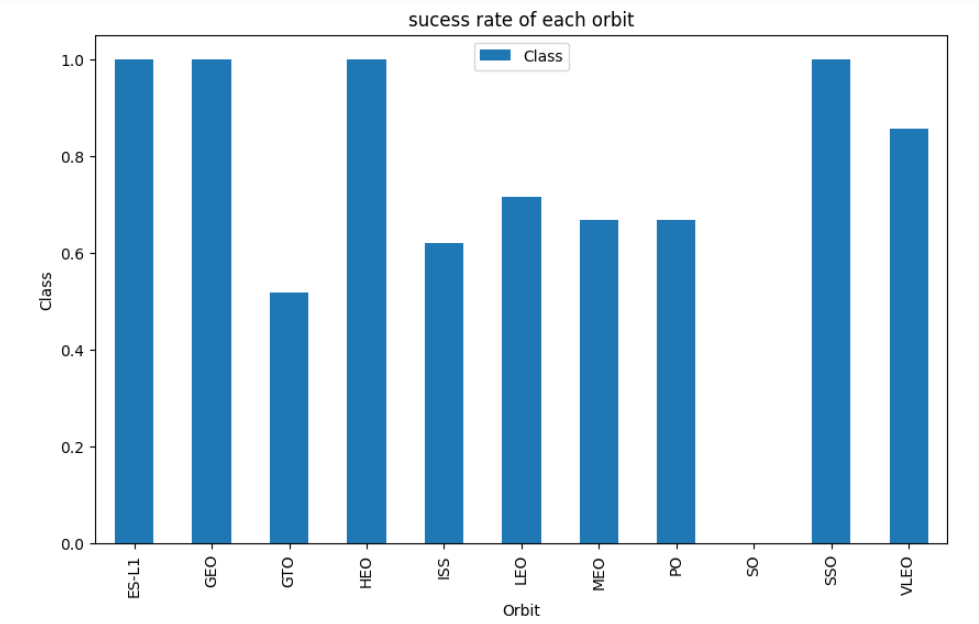 sucess rate of each orbit
Class
1.0
0.8
0.6
0.4
0.2
0.0
Class
ES-L1
GEO
GTO
HEO
ISS
LEO
MEO
PO
SO
SSO
VLEO
Orbit